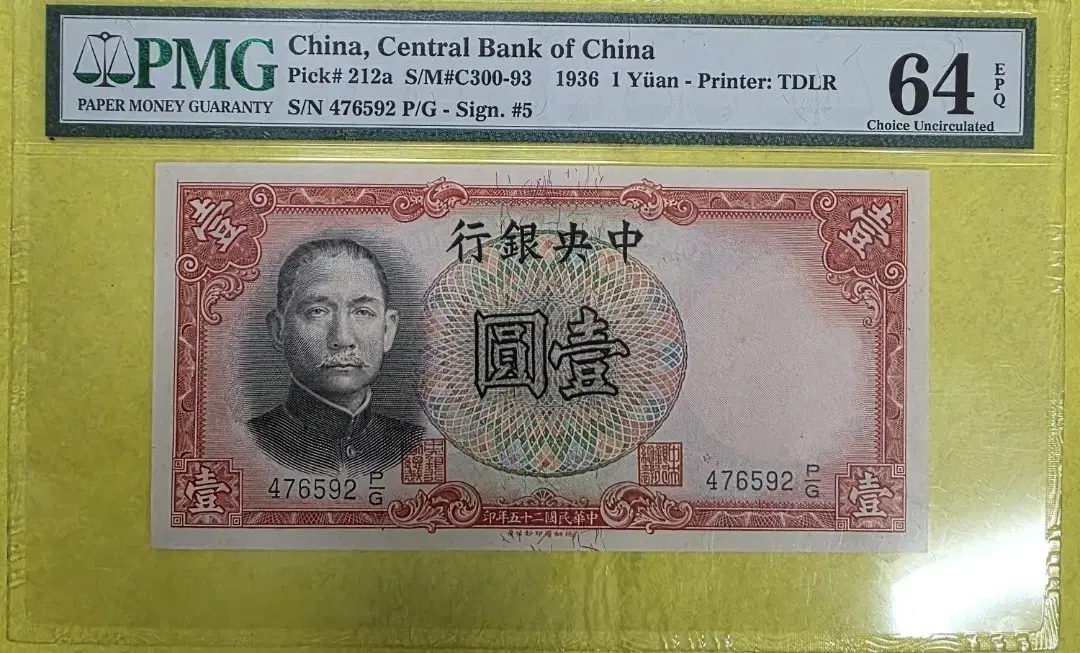 PMG
PAPER MONEY GUARANTY
China, Central Bank of China
Pick# 212a S/M#C300-93 1936 1 Yüan - Printer: TDLR
S/N 476592 P/G - Sign. #5
64 EPQ
Choice Uncirculated
壹
壹
行銀央中
圓壹
476592 P/G
476592 P/G
壹
壹
印年五十二國民華中